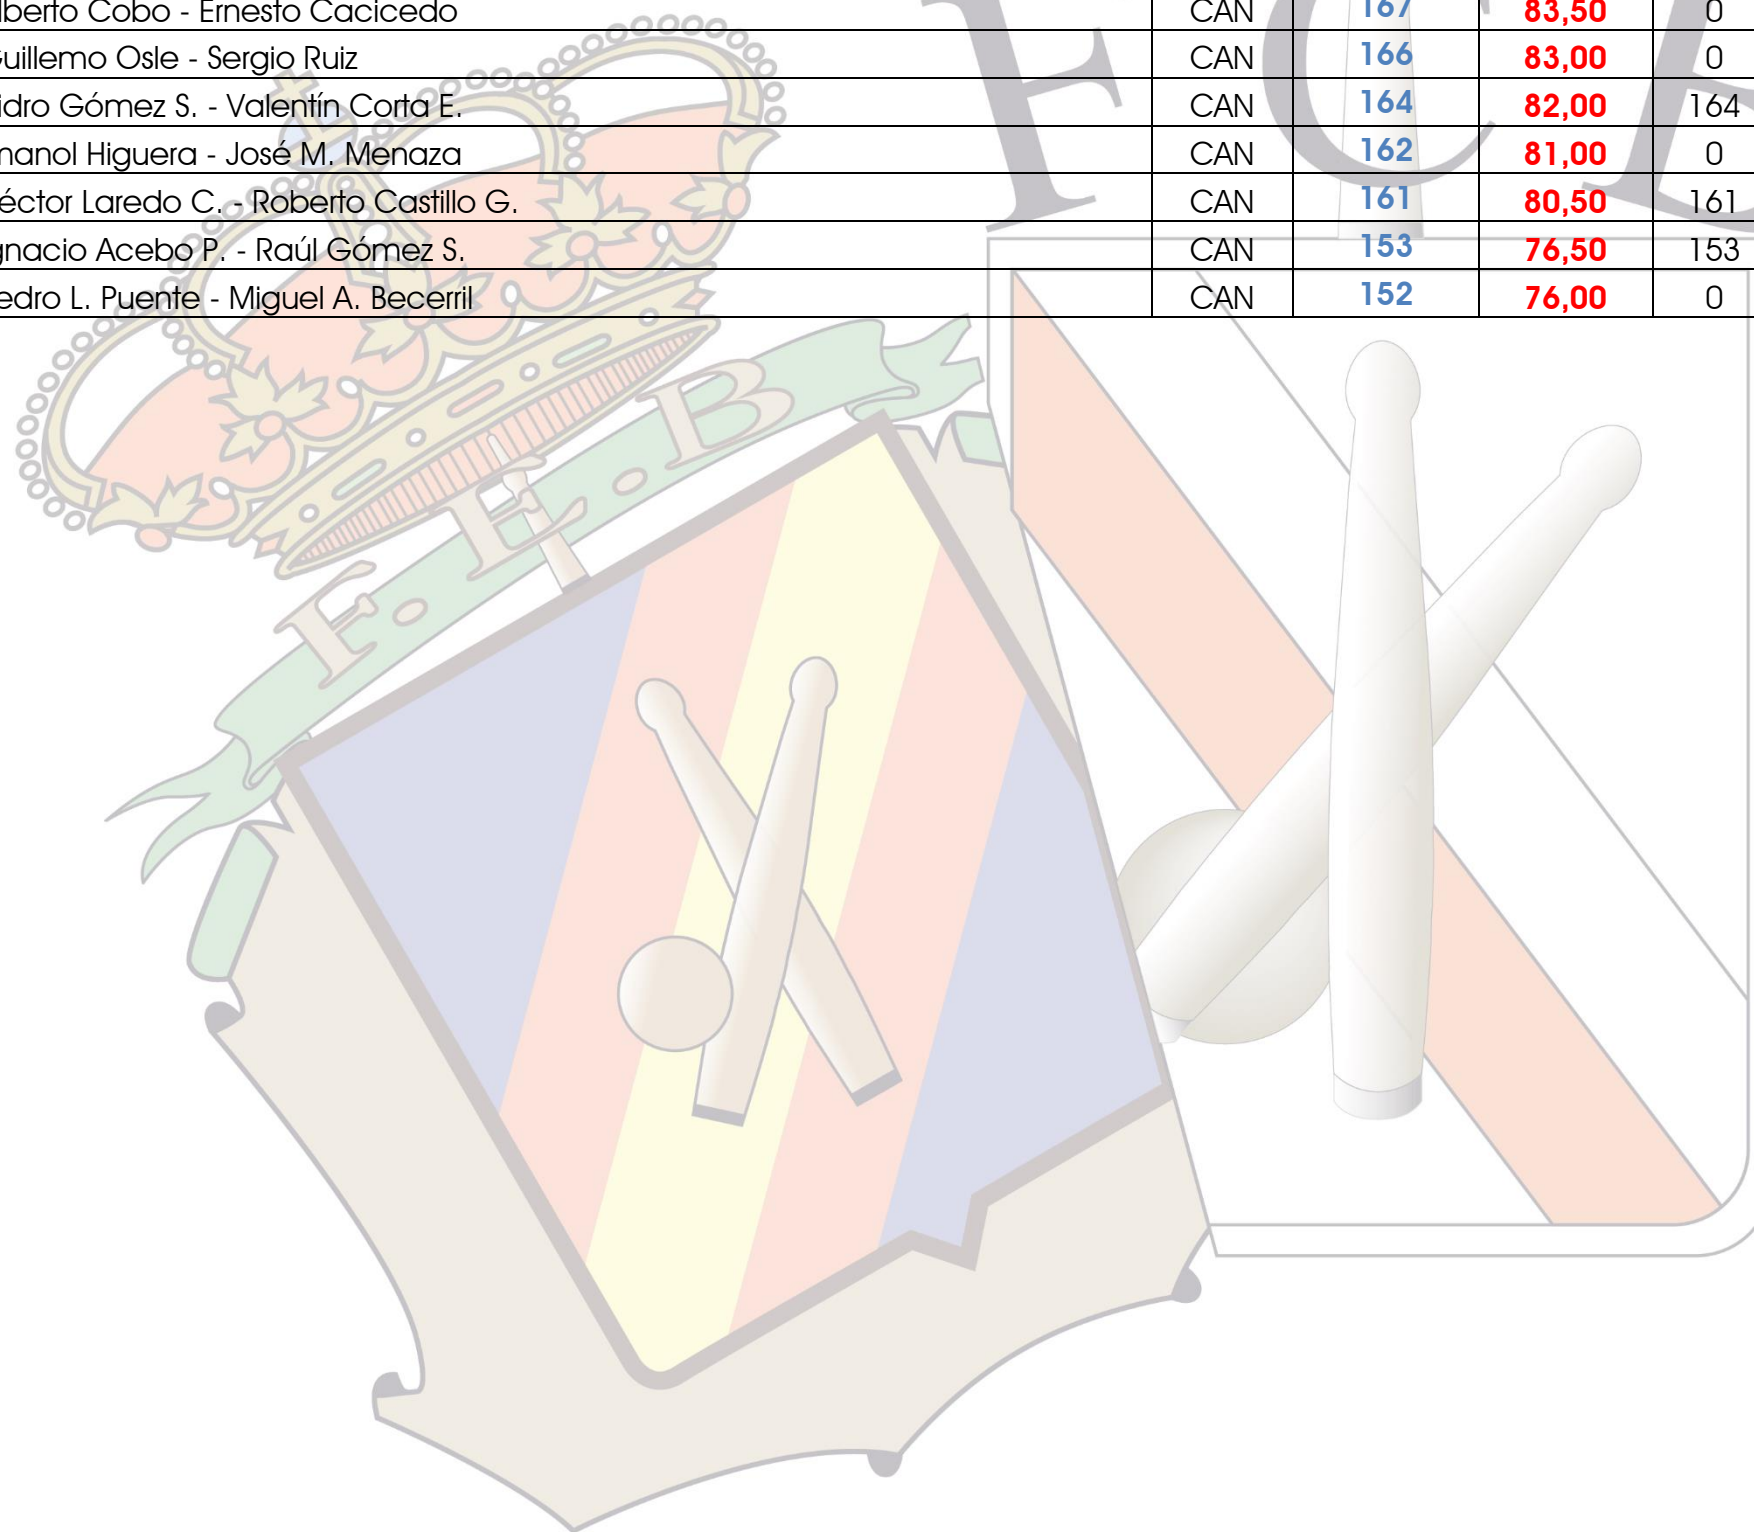 lberto Cobo - Ernesto Cacicedo CAN 167 83,50 0
Guillemo Osle - Sergio Ruiz CAN 166 83,00 0
idro Gómez S. - Valentín Corta E. CAN 164 82,00 164
manol Higuera - José M. Menaza CAN 162 81,00 0
éctor Laredo C. - Roberto Castillo G. CAN 161 80,50 161
gnacio Acebo P. - Raúl Gómez S. CAN 153 76,50 153
edro L. Puente - Miguel A. Becerril CAN 152 76,00 0
F C B
F. E. B